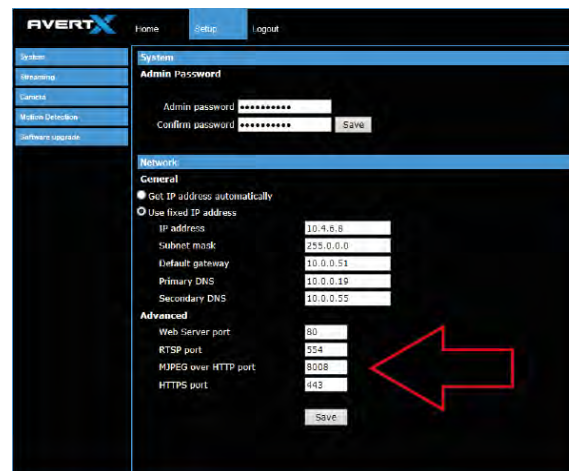 AVERTX Home Setup Logout
System
Streaming
Camera
Motion Detection
Software upgrade
System
Admin Password
Admin password
Confirm password Save
Network
General
Get IP address automatically
Use fixed IP address
IP address 10.4.6.8
Subnet mask 255.0.0.0
Default gateway 10.0.0.51
Primary DNS 10.0.0.19
Secondary DNS 10.0.0.55
Advanced
Web Server port 80
RTSP port 554
MJPEG over HTTP port 8008
HTTPS port 443
Save